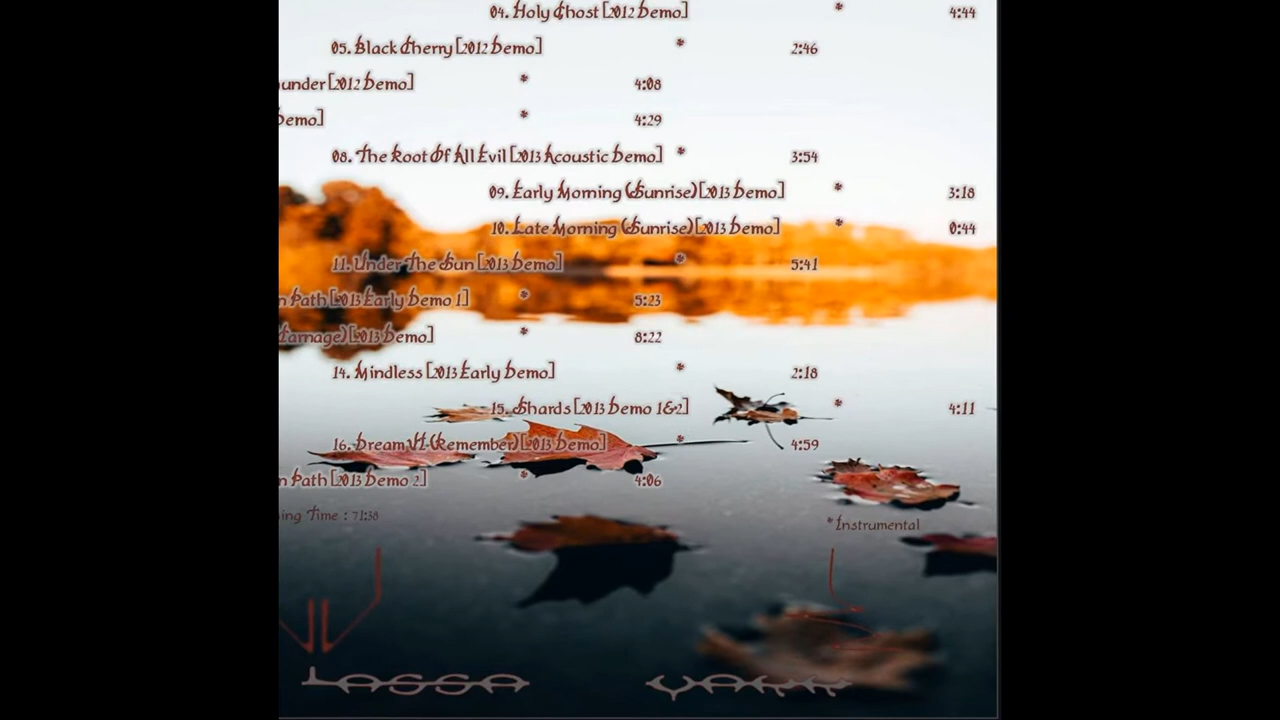 04. Holy Ghost [2012 Demo] * 4:44
05. Black Cherry [2012 Demo] * 2:46
under [2012 Demo] * 4:08
Demo] * 4:29
08. The Root Of All Evil [2013 Acoustic Demo] * 3:54
09. Early Morning (Sunrise) [2013 Demo] * 3:18
10. Late Morning (Sunrise) [2013 Demo] * 0:44
11. Under The Sun [2013 Demo] * 5:41
n Path [2013 Early Demo 1] * 5:23
Carnage) [2013 Demo] * 8:22
14. Mindless [2013 Early Demo] * 2:18
15. Shards [2013 Demo 1&2] * 4:11
16. Dream (Remember) [2013 Demo] * 4:59
n Path [2013 Demo 2] * 4:06
ing Time : 71:38
* Instrumental
LASSA